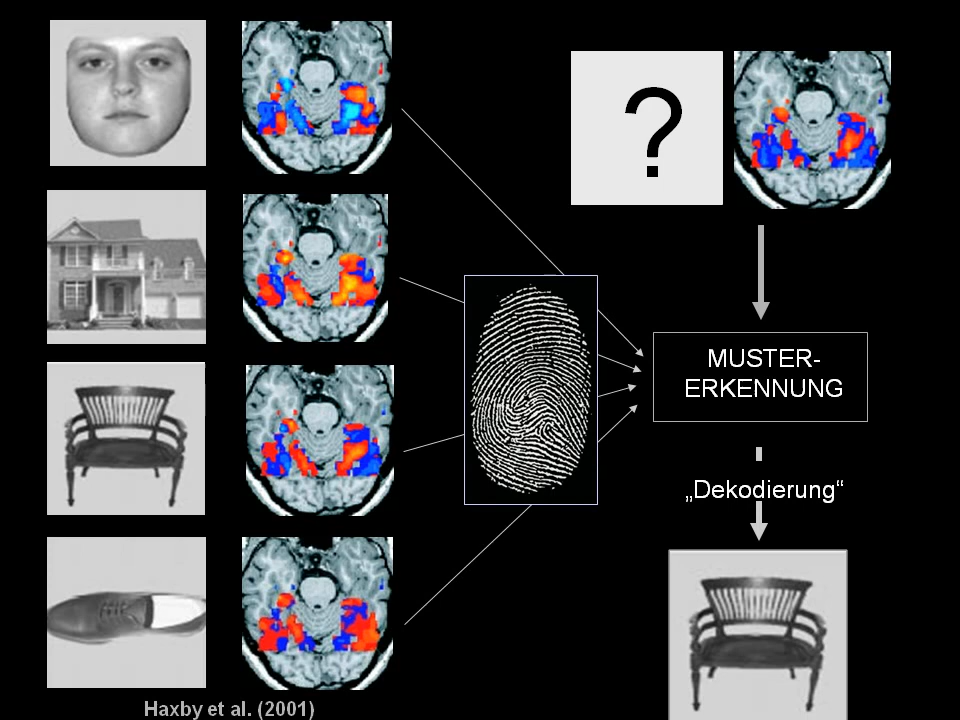 ?
MUSTER-
ERKENNUNG
„Dekodierung“
Haxby et al. (2001)